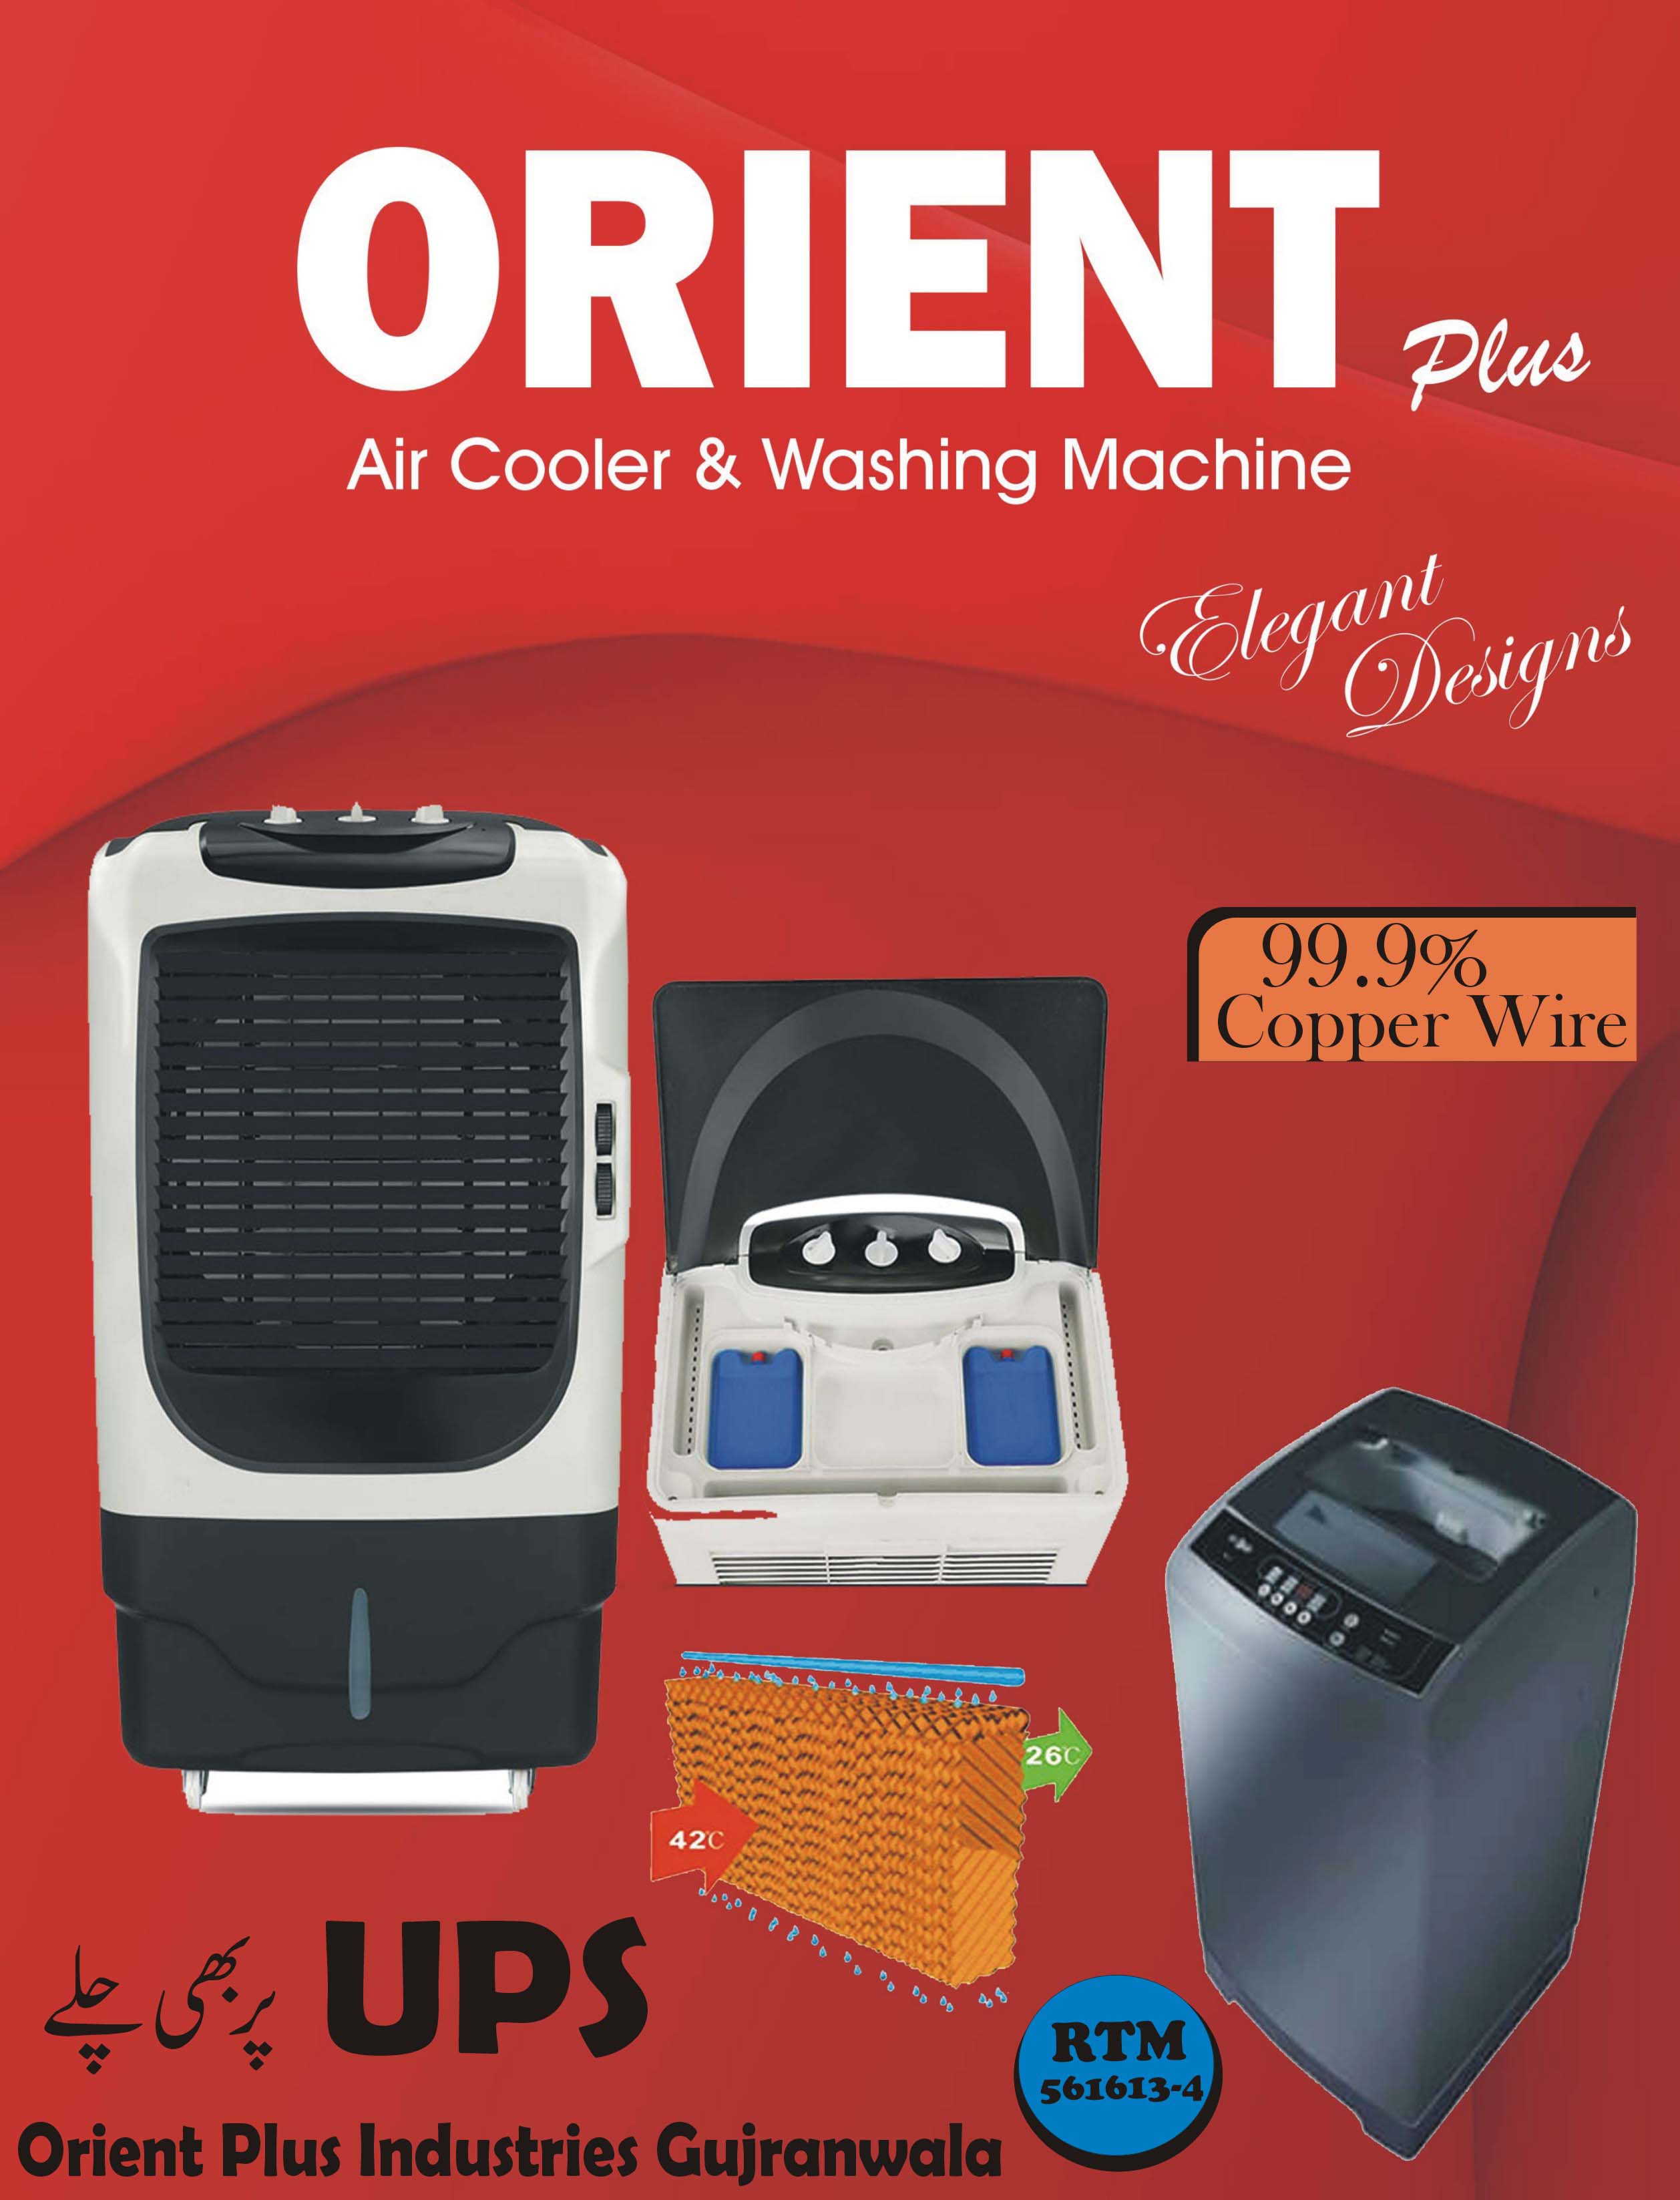 ORIENT Plus
Air Cooler & Washing Machine
Elegant
Designs
99.9%
Copper Wire
26℃
42℃
UPS پر بھی چلے
RTM
561613-4
Orient Plus Industries Gujranwala